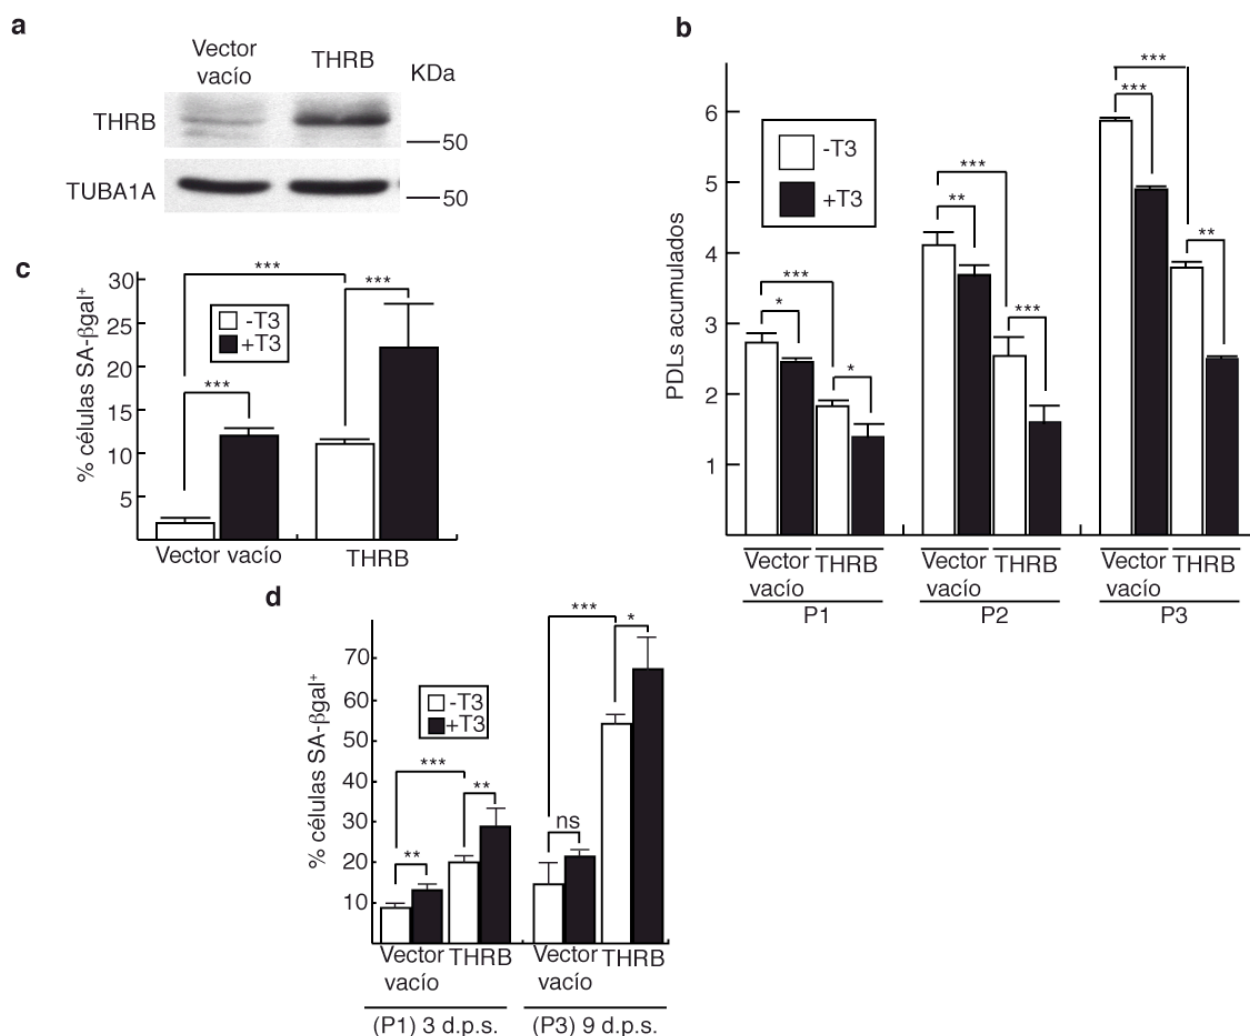 a
Vector
vacío
THRB
KDa
THRB
50
TUBA1A
50
b
PDLs acumulados
6
5
4
3
2
1
-T3
+T3
*
***
*
**
***
***
***
***
**
Vector
vacío
THRB
Vector
vacío
THRB
Vector
vacío
THRB
P1
P2
P3
c
% células SA-βgal⁺
30
25
20
15
10
5
-T3
+T3
***
***
***
Vector vacío
THRB
d
% células SA-βgal⁺
70
60
50
40
30
20
10
-T3
+T3
**
***
**
ns
***
*
Vector
vacío
THRB
Vector
vacío
THRB
(P1) 3 d.p.s.
(P3) 9 d.p.s.